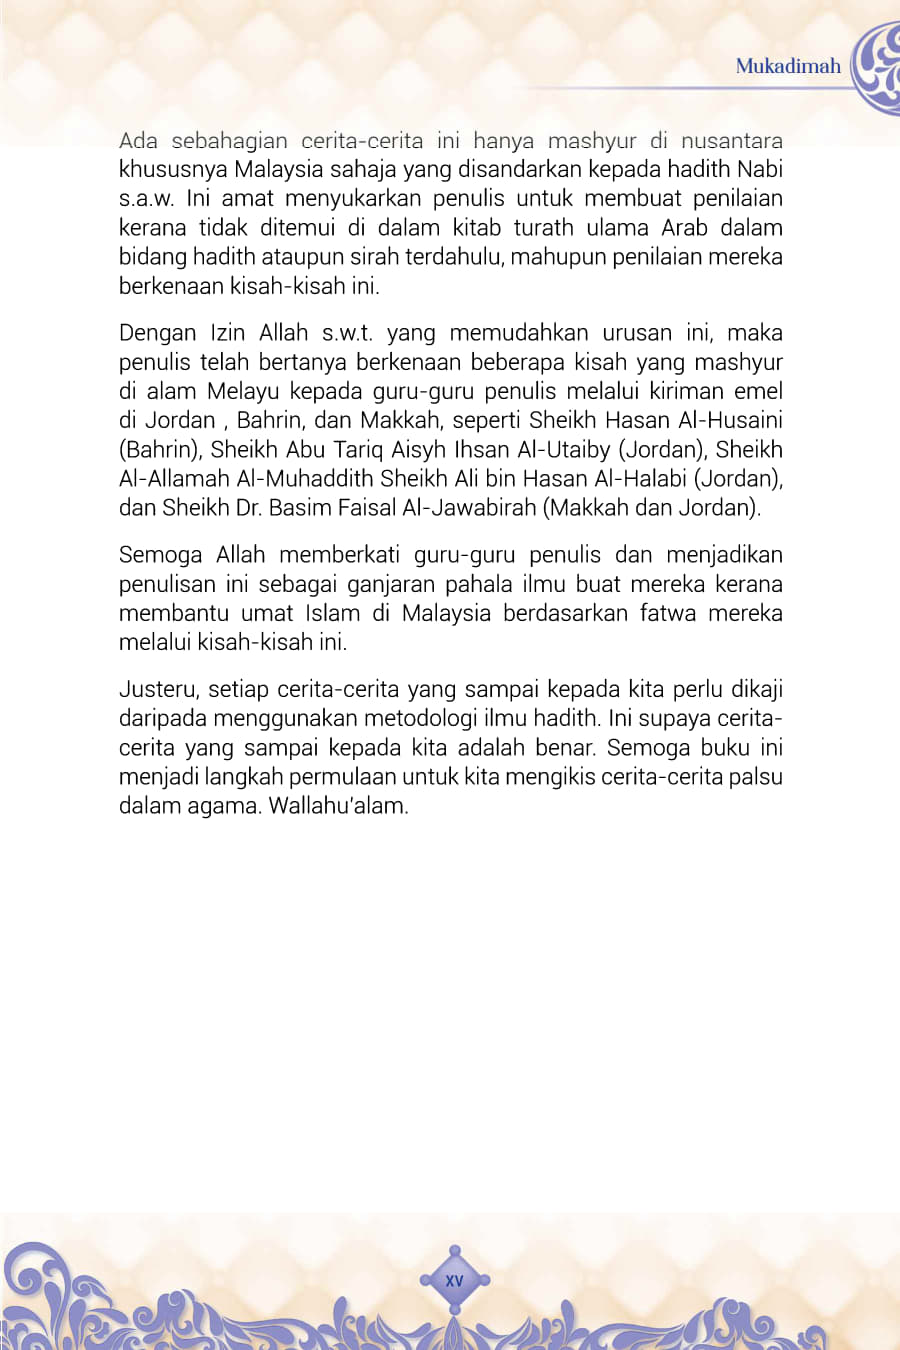 Mukadimah
Ada sebahagian cerita-cerita ini hanya mashyur di nusantara
khususnya Malaysia sahaja yang disandarkan kepada hadith Nabi
s.a.w. Ini amat menyukarkan penulis untuk membuat penilaian
kerana tidak ditemui di dalam kitab turath ulama Arab dalam
bidang hadith ataupun sirah terdahulu, mahupun penilaian mereka
berkenaan kisah-kisah ini.
Dengan Izin Allah s.w.t. yang memudahkan urusan ini, maka
penulis telah bertanya berkenaan beberapa kisah yang mashyur
di alam Melayu kepada guru-guru penulis melalui kiriman emel
di Jordan , Bahrin, dan Makkah, seperti Sheikh Hasan Al-Husaini
(Bahrin), Sheikh Abu Tariq Aisyh Ihsan Al-Utaiby (Jordan), Sheikh
Al-Allamah Al-Muhaddith Sheikh Ali bin Hasan Al-Halabi (Jordan),
dan Sheikh Dr. Basim Faisal Al-Jawabirah (Makkah dan Jordan).
Semoga Allah memberkati guru-guru penulis dan menjadikan
penulisan ini sebagai ganjaran pahala ilmu buat mereka kerana
membantu umat Islam di Malaysia berdasarkan fatwa mereka
melalui kisah-kisah ini.
Justeru, setiap cerita-cerita yang sampai kepada kita perlu dikaji
daripada menggunakan metodologi ilmu hadith. Ini supaya cerita-
cerita yang sampai kepada kita adalah benar. Semoga buku ini
menjadi langkah permulaan untuk kita mengikis cerita-cerita palsu
dalam agama. Wallahu'alam.
XV